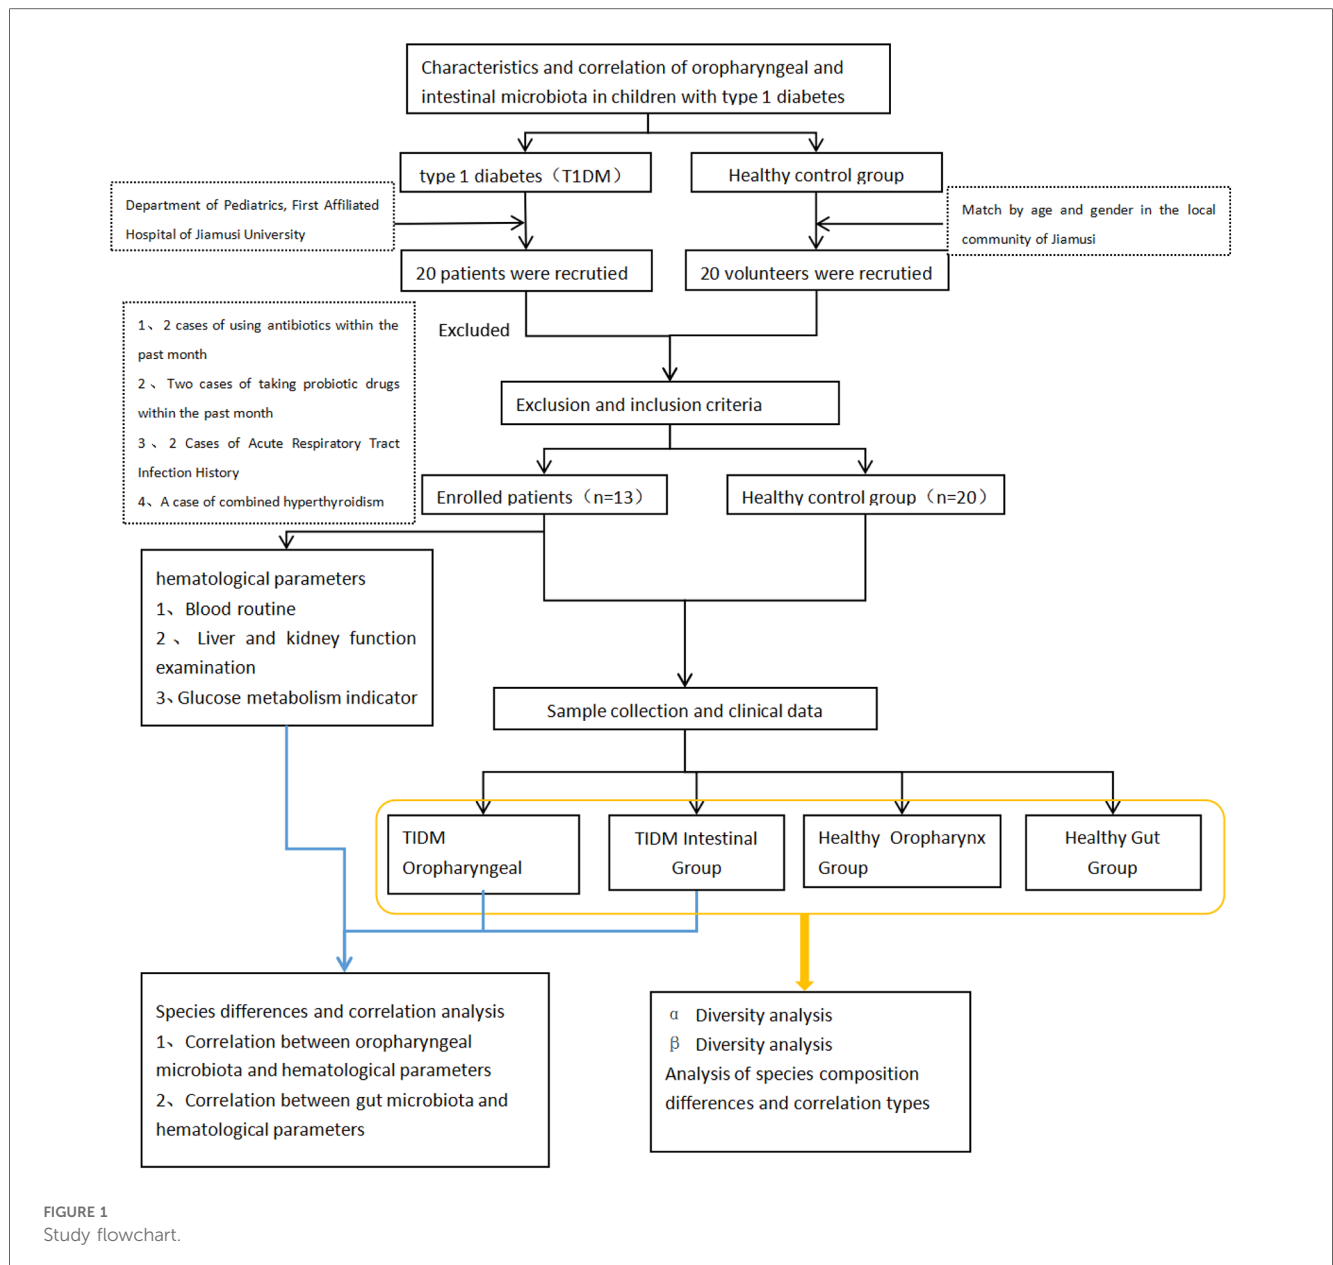 Characteristics and correlation of oropharyngeal and
intestinal microbiota in children with type 1 diabetes
type 1 diabetes（T1DM）
Healthy control group
Department of Pediatrics, First Affiliated
Hospital of Jiamusi University
Match by age and gender in the local
community of Jiamusi
20 patients were recrutied
20 volunteers were recrutied
1、2 cases of using antibiotics within the
past month
2、Two cases of taking probiotic drugs
within the past month
3、2 Cases of Acute Respiratory Tract
Infection History
4、A case of combined hyperthyroidism
Excluded
Exclusion and inclusion criteria
Enrolled patients（n=13）
Healthy control group（n=20）
hematological parameters
1、Blood routine
2、Liver and kidney function
examination
3、Glucose metabolism indicator
Sample collection and clinical data
TIDM
Oropharyngeal
TIDM Intestinal
Group
Healthy Oropharynx
Group
Healthy Gut
Group
Species differences and correlation analysis
1、Correlation between oropharyngeal
microbiota and hematological parameters
2、Correlation between gut microbiota and
hematological parameters
α Diversity analysis
β Diversity analysis
Analysis of species composition
differences and correlation types
FIGURE 1
Study flowchart.